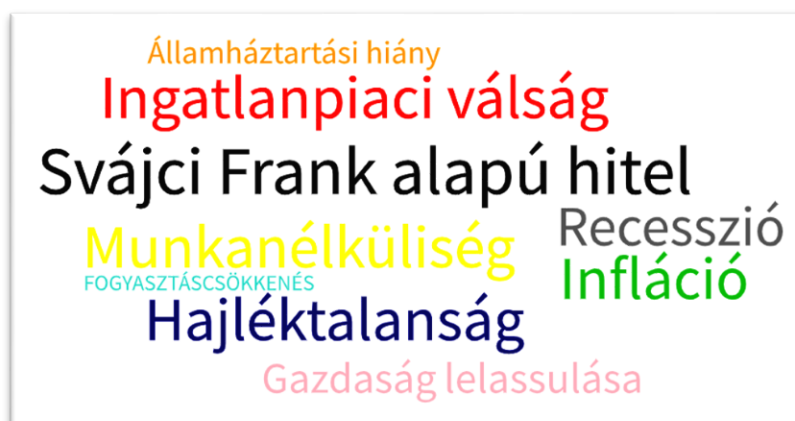 Államháztartási hiány
Ingatlanpiaci válság
Svájci Frank alapú hitel
Recesszió
Munkanélküliség
Infláció
FOGYASZTÁSCSÖKKENÉS
Hajléktalanság
Gazdaság lelassulása